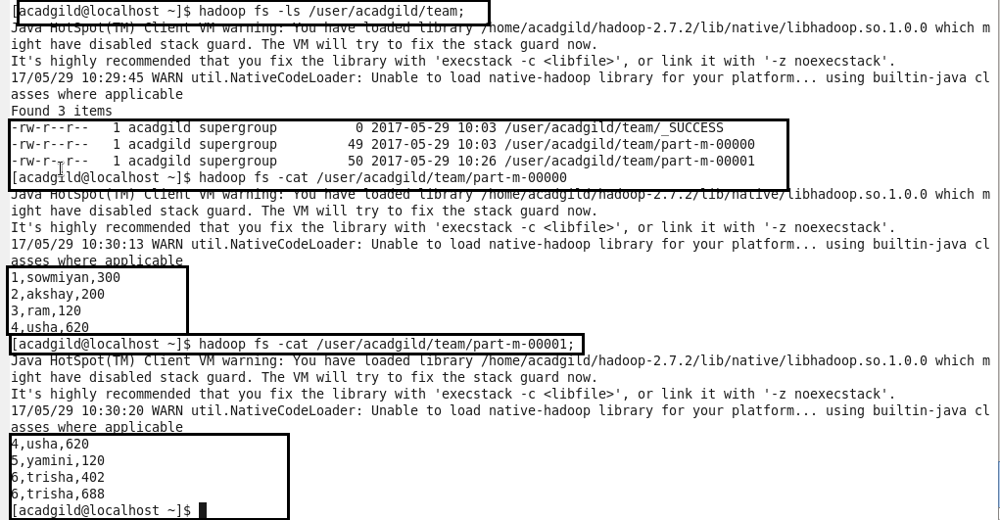 [acadgild@localhost ~]$ hadoop fs -ls /user/acadgild/team;
Java HotSpot(TM) Client VM warning: You have loaded library /home/acadgild/hadoop-2.7.2/lib/native/libhadoop.so.1.0.0 which m
ight have disabled stack guard. The VM will try to fix the stack guard now.
It's highly recommended that you fix the library with 'execstack -c <libfile>', or link it with '-z noexecstack'.
17/05/29 10:29:45 WARN util.NativeCodeLoader: Unable to load native-hadoop library for your platform... using builtin-java cl
asses where applicable
Found 3 items
-rw-r--r--   1 acadgild supergroup          0 2017-05-29 10:03 /user/acadgild/team/_SUCCESS
-rw-r--r--   1 acadgild supergroup         49 2017-05-29 10:03 /user/acadgild/team/part-m-00000
-rw-r--r--   1 acadgild supergroup         50 2017-05-29 10:26 /user/acadgild/team/part-m-00001
[acadgild@localhost ~]$ hadoop fs -cat /user/acadgild/team/part-m-00000
Java HotSpot(TM) Client VM warning: You have loaded library /home/acadgild/hadoop-2.7.2/lib/native/libhadoop.so.1.0.0 which m
ight have disabled stack guard. The VM will try to fix the stack guard now.
It's highly recommended that you fix the library with 'execstack -c <libfile>', or link it with '-z noexecstack'.
17/05/29 10:30:13 WARN util.NativeCodeLoader: Unable to load native-hadoop library for your platform... using builtin-java cl
asses where applicable
1,sowmiyan,300
2,akshay,200
3,ram,120
4,usha,620
[acadgild@localhost ~]$ hadoop fs -cat /user/acadgild/team/part-m-00001;
Java HotSpot(TM) Client VM warning: You have loaded library /home/acadgild/hadoop-2.7.2/lib/native/libhadoop.so.1.0.0 which m
ight have disabled stack guard. The VM will try to fix the stack guard now.
It's highly recommended that you fix the library with 'execstack -c <libfile>', or link it with '-z noexecstack'.
17/05/29 10:30:20 WARN util.NativeCodeLoader: Unable to load native-hadoop library for your platform... using builtin-java cl
asses where applicable
4,usha,620
5,yamini,120
6,trisha,402
6,trisha,688
[acadgild@localhost ~]$